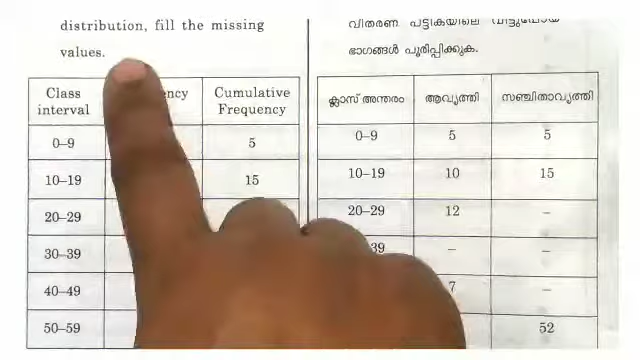 distribution, fill the missing
values.
Class interval Cumulative Frequency
0–9 5
10–19 15
20–29
30–39
40–49
50–59
ഭാഗങ്ങൾ പൂരിപ്പിക്കുക.
ക്ലാസ് അന്തരം ആവൃത്തി സഞ്ചിതാവൃത്തി
0–9 5 5
10–19 10 15
20–29 12 –
– –
7 –
52